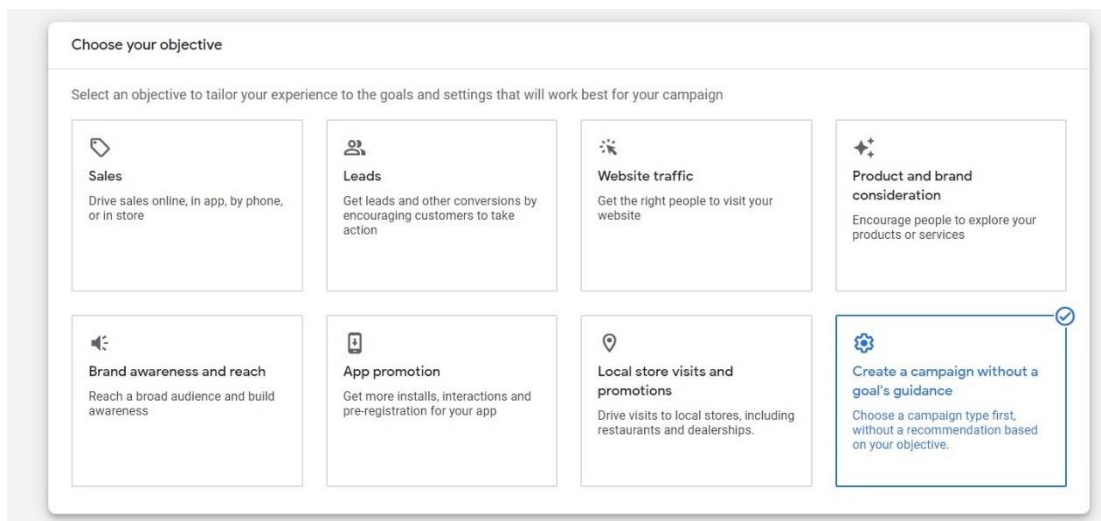 Choose your objective
Select an objective to tailor your experience to the goals and settings that will work best for your campaign
Sales
Drive sales online, in app, by phone,
or in store
Leads
Get leads and other conversions by
encouraging customers to take
action
Website traffic
Get the right people to visit your
website
Product and brand
consideration
Encourage people to explore your
products or services
Brand awareness and reach
Reach a broad audience and build
awareness
App promotion
Get more installs, interactions and
pre-registration for your app
Local store visits and
promotions
Drive visits to local stores, including
restaurants and dealerships.
Create a campaign without a
goal's guidance
Choose a campaign type first,
without a recommendation based
on your objective.